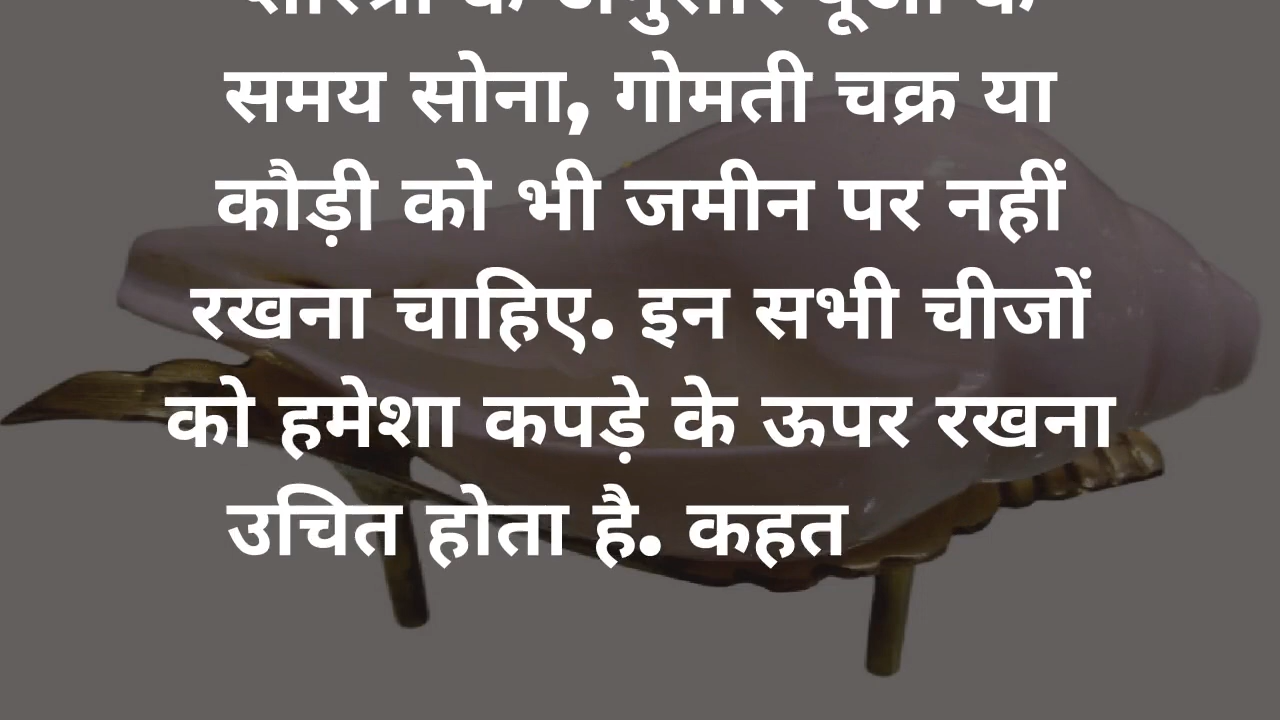 समय सोना, गोमती चक्र या
कौड़ी को भी जमीन पर नहीं
रखना चाहिए. इन सभी चीजों
को हमेशा कपड़े के ऊपर रखना
उचित होता है. कहत